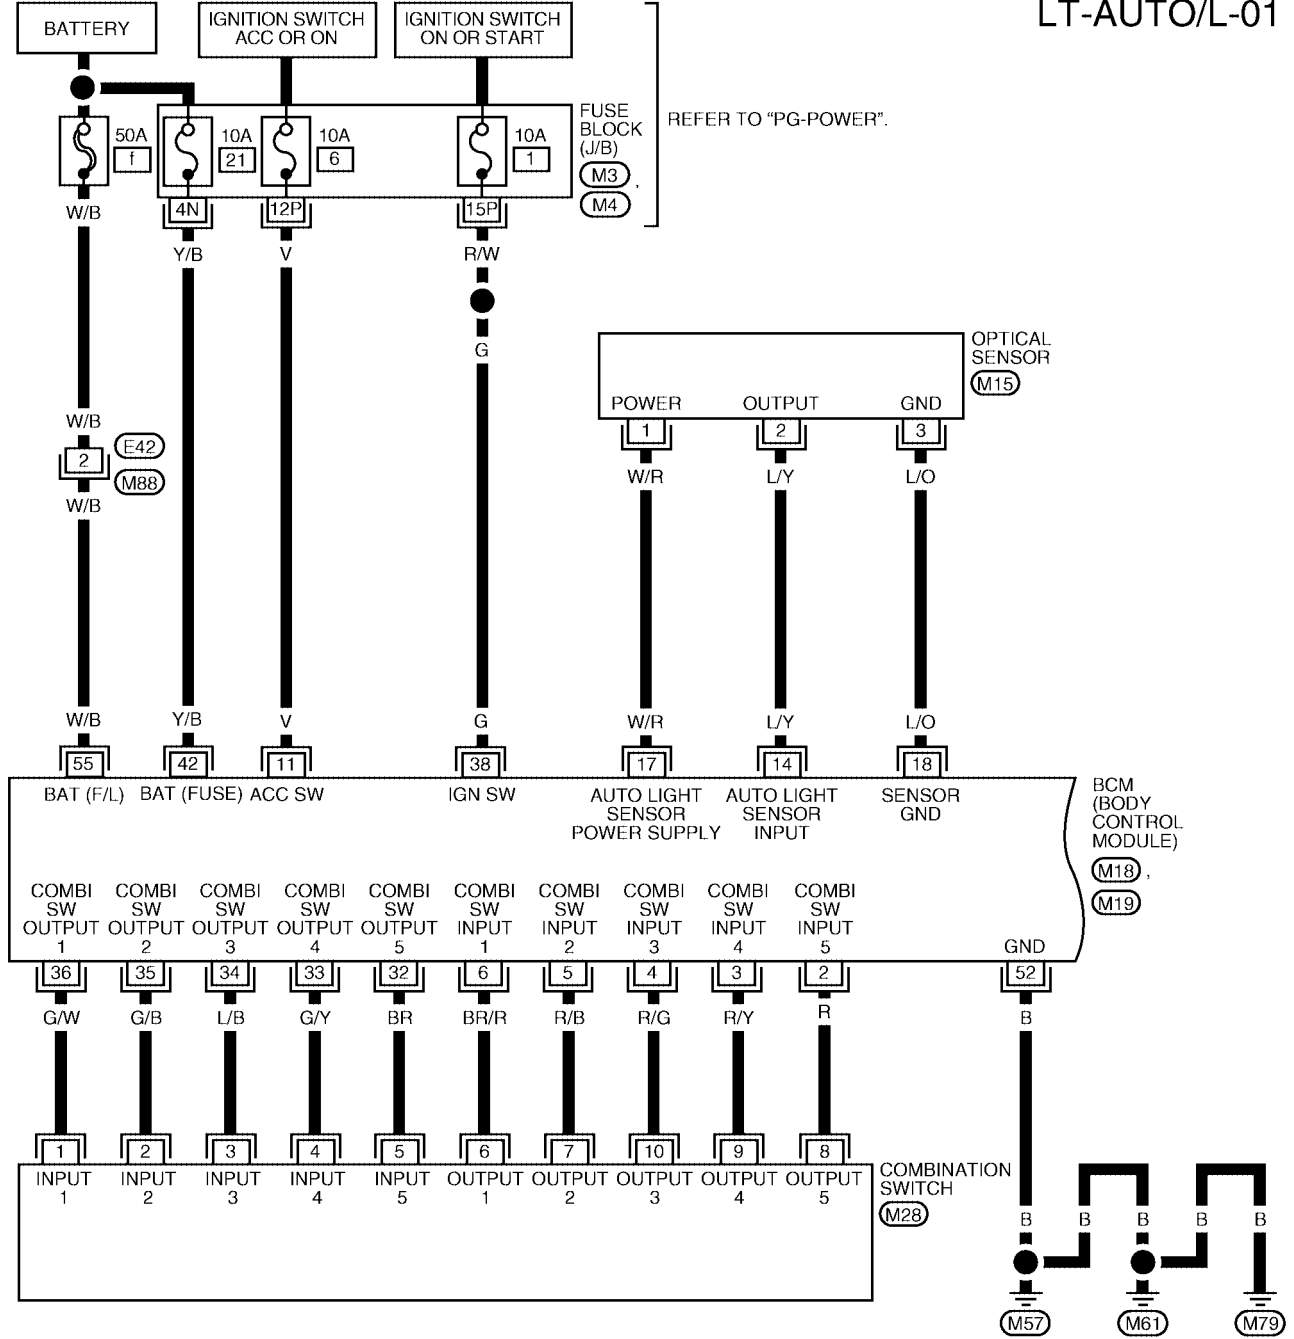 LT-AUTO/L-01
BATTERY
IGNITION SWITCH
ACC OR ON
IGNITION SWITCH
ON OR START
REFER TO “PG-POWER”.
50A
f
10A
21
10A
6
10A
1
FUSE
BLOCK
(J/B)
M3 ,
M4
4N
12P
15P
W/B
Y/B
V
R/W
G
OPTICAL
SENSOR
M15
POWER
OUTPUT
GND
1
2
3
W/R
L/Y
L/O
W/B
2
E42
M88
W/B
W/B
Y/B
V
G
W/R
L/Y
L/O
55
42
11
38
17
14
18
BAT (F/L)
BAT (FUSE)
ACC SW
IGN SW
AUTO LIGHT
SENSOR
POWER SUPPLY
AUTO LIGHT
SENSOR
INPUT
SENSOR
GND
BCM
(BODY
CONTROL
MODULE)
M18 ,
M19
COMBI
SW
OUTPUT
1
COMBI
SW
OUTPUT
2
COMBI
SW
OUTPUT
3
COMBI
SW
OUTPUT
4
COMBI
SW
OUTPUT
5
COMBI
SW
INPUT
1
COMBI
SW
INPUT
2
COMBI
SW
INPUT
3
COMBI
SW
INPUT
4
COMBI
SW
INPUT
5
GND
36
35
34
33
32
6
5
4
3
2
52
G/W
G/B
L/B
G/Y
BR
BR/R
R/B
R/G
R/Y
R
B
1
2
3
4
5
6
7
10
9
8
INPUT
1
INPUT
2
INPUT
3
INPUT
4
INPUT
5
OUTPUT
1
OUTPUT
2
OUTPUT
3
OUTPUT
4
OUTPUT
5
COMBINATION
SWITCH
M28
B
B
B
B
B
M57
M61
M79